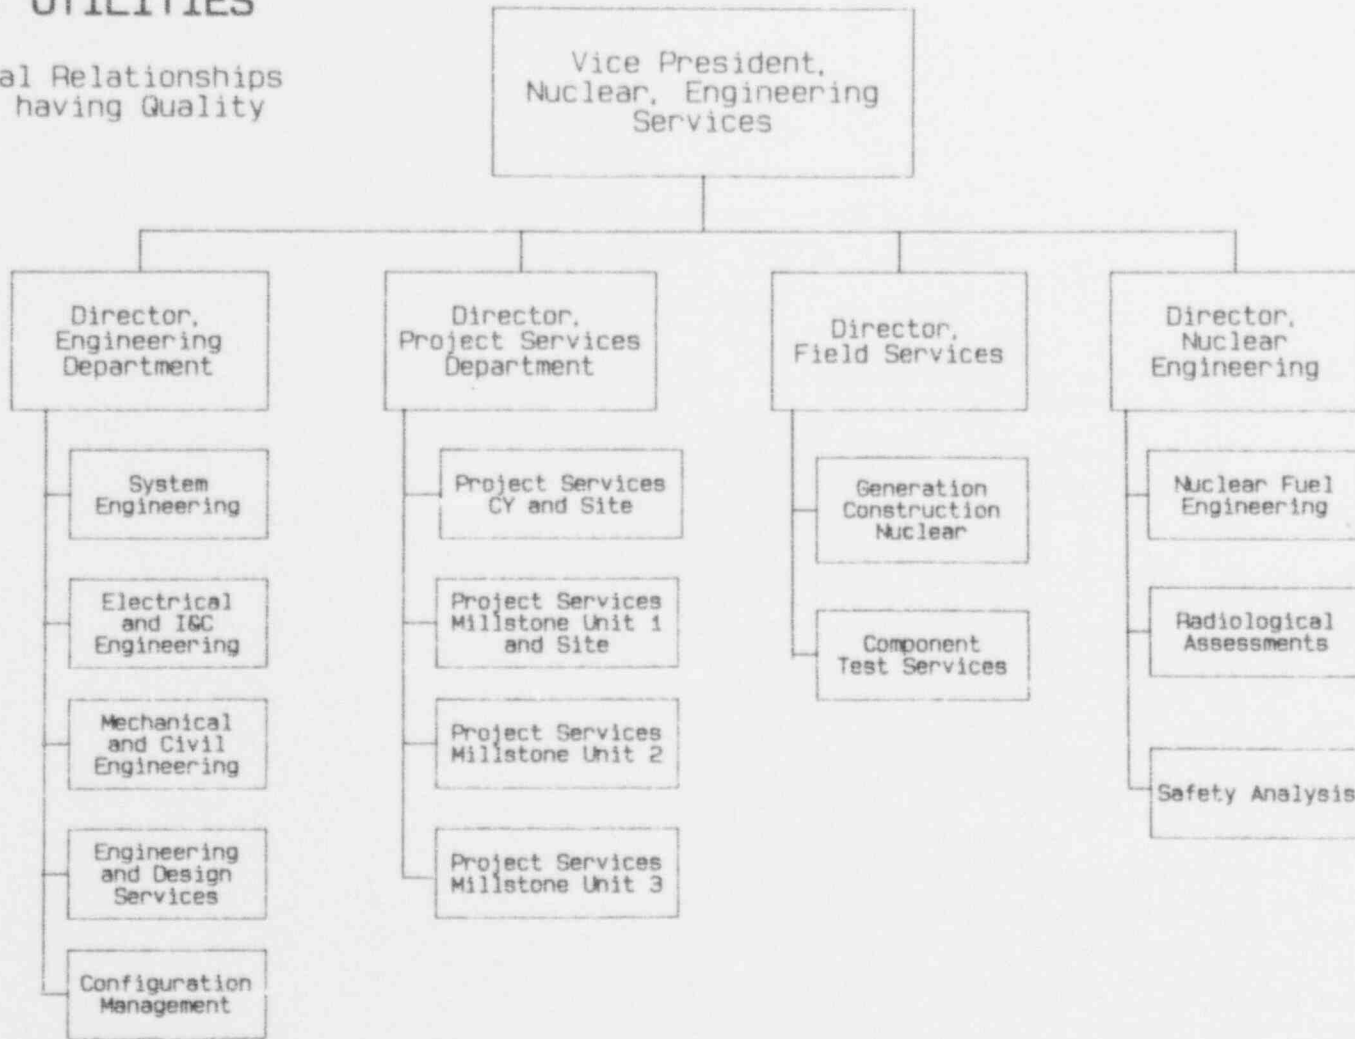 UTILITIES
al Relationships
having Quality
Vice President,
Nuclear, Engineering
Services
Director,
Engineering
Department
System
Engineering
Electrical
and I&C
Engineering
Mechanical
and Civil
Engineering
Engineering
and Design
Services
Configuration
Management
Director,
Project Services
Department
Project Services
CY and Site
Project Services
Millstone Unit 1
and Site
Project Services
Millstone Unit 2
Project Services
Millstone Unit 3
Director,
Field Services
Generation
Construction
Nuclear
Component
Test Services
Director,
Nuclear
Engineering
Nuclear Fuel
Engineering
Radiological
Assessments
Safety Analysis